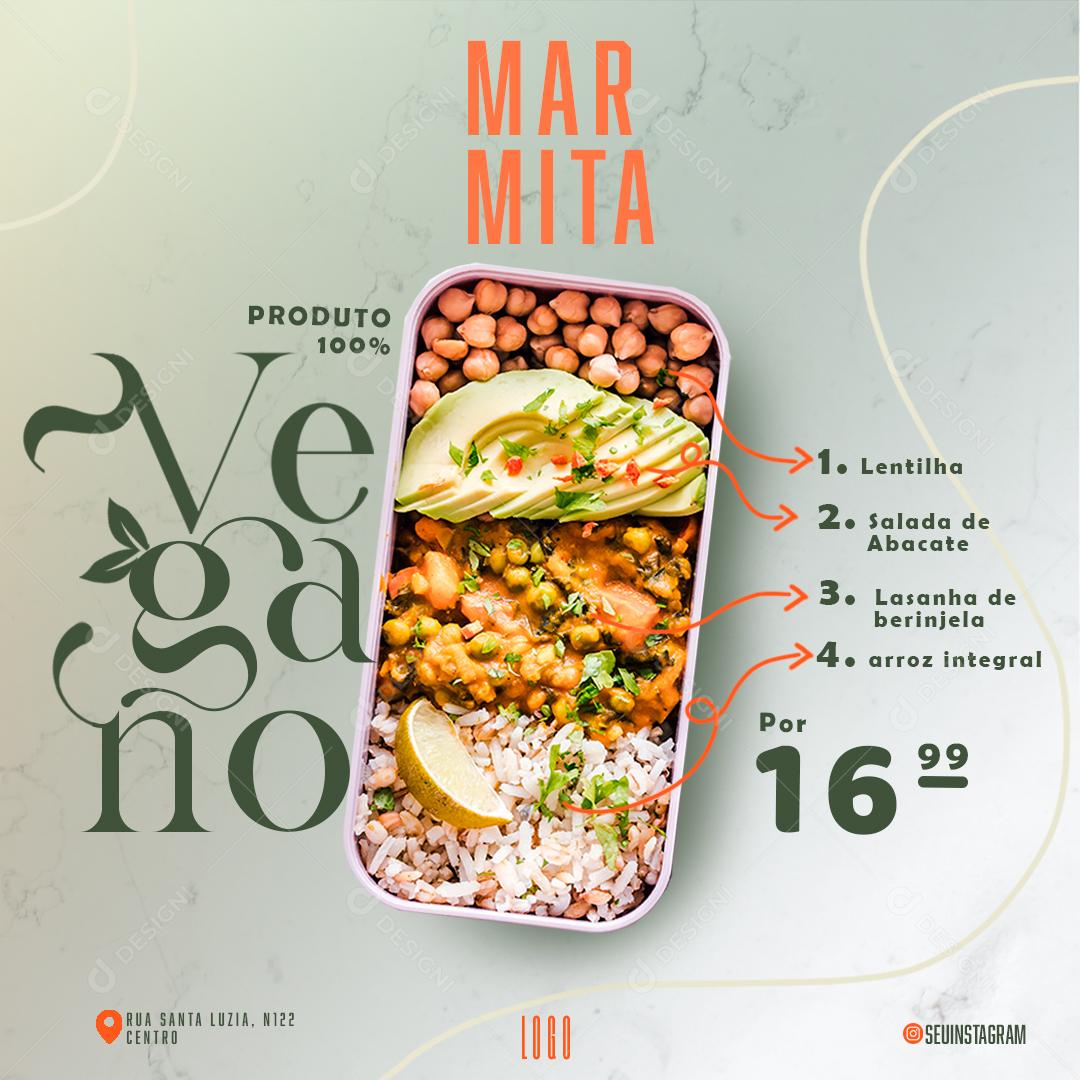 MAR
MITA
PRODUTO
100%
Ve
ga
no
1. Lentilha
2. Salada de
Abacate
3. Lasanha de
berinjela
4. arroz integral
Por
16 99
RUA SANTA LUZIA, N122
CENTRO
LOGO
SEUINSTAGRAM
DESIGNI